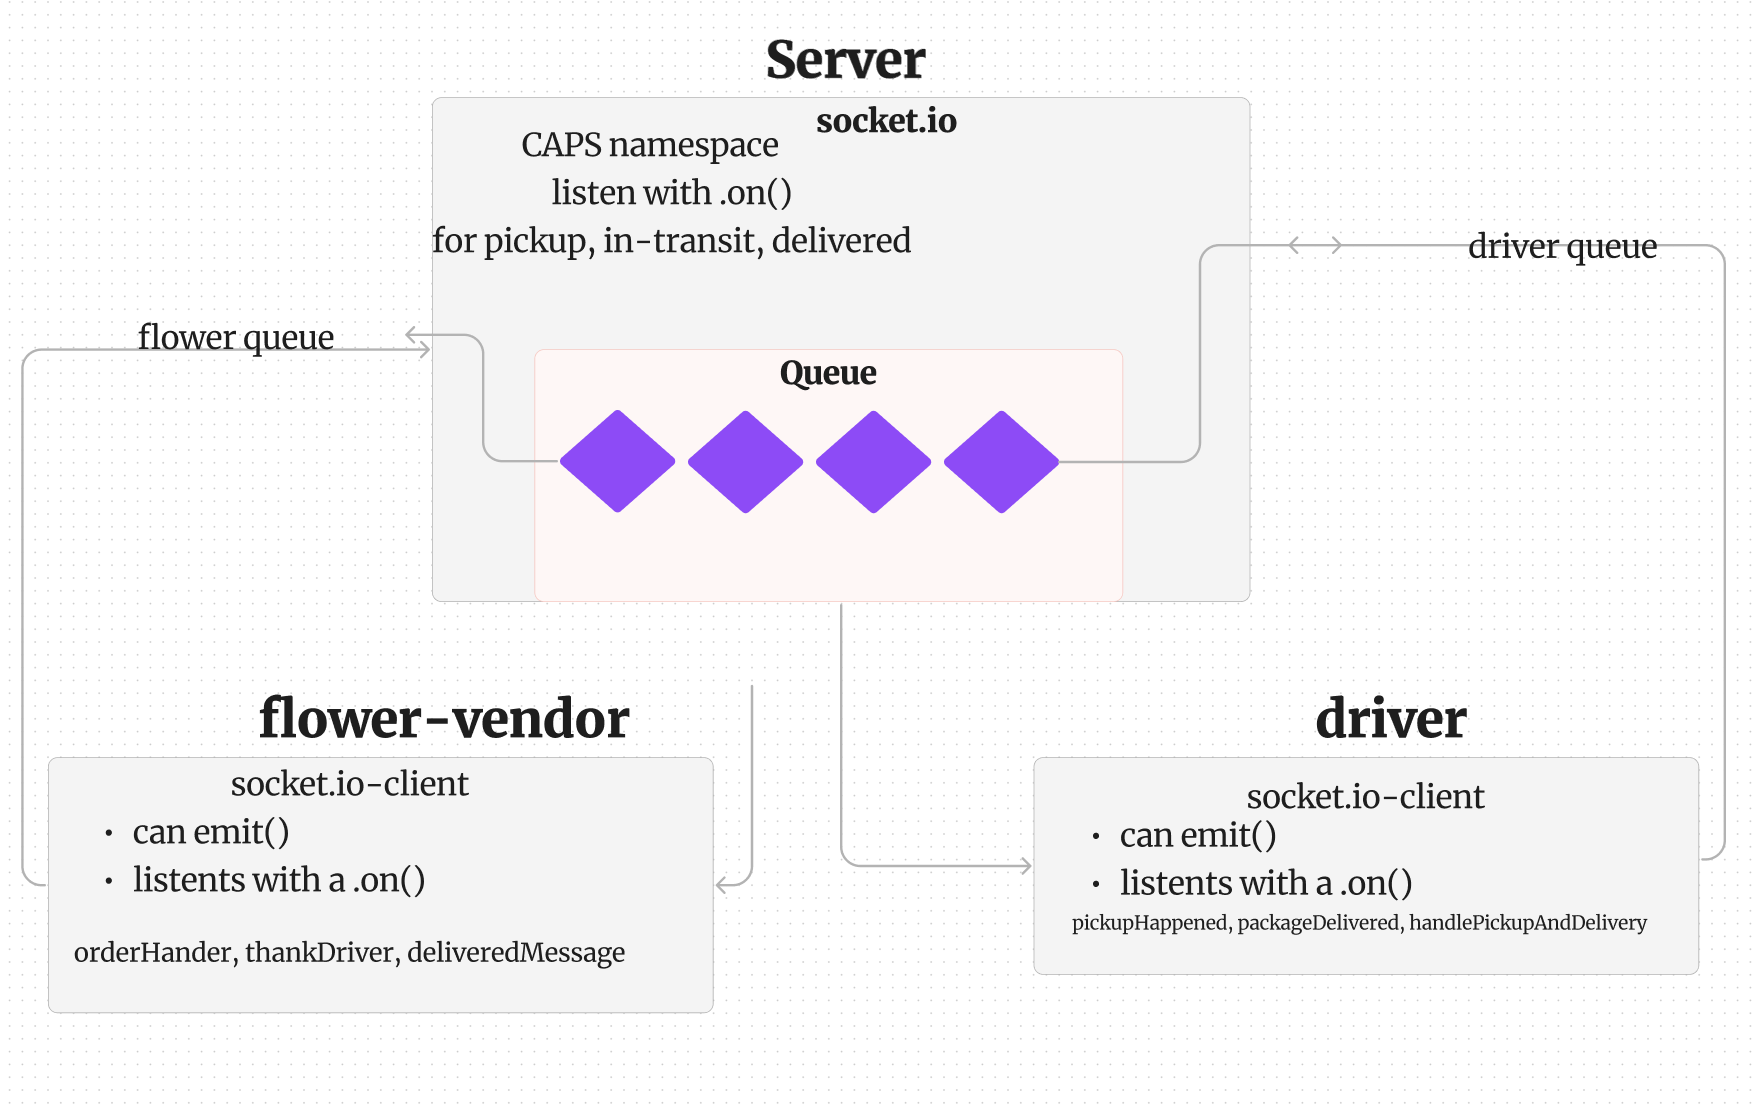 Server
socket.io
CAPS namespace
listen with .on()
for pickup, in-transit, delivered
driver queue
flower queue
Queue
flower-vendor
socket.io-client
• can emit()
• listents with a .on()
orderHander, thankDriver, deliveredMessage
driver
socket.io-client
• can emit()
• listents with a .on()
pickupHappened, packageDelivered, handlePickupAndDelivery